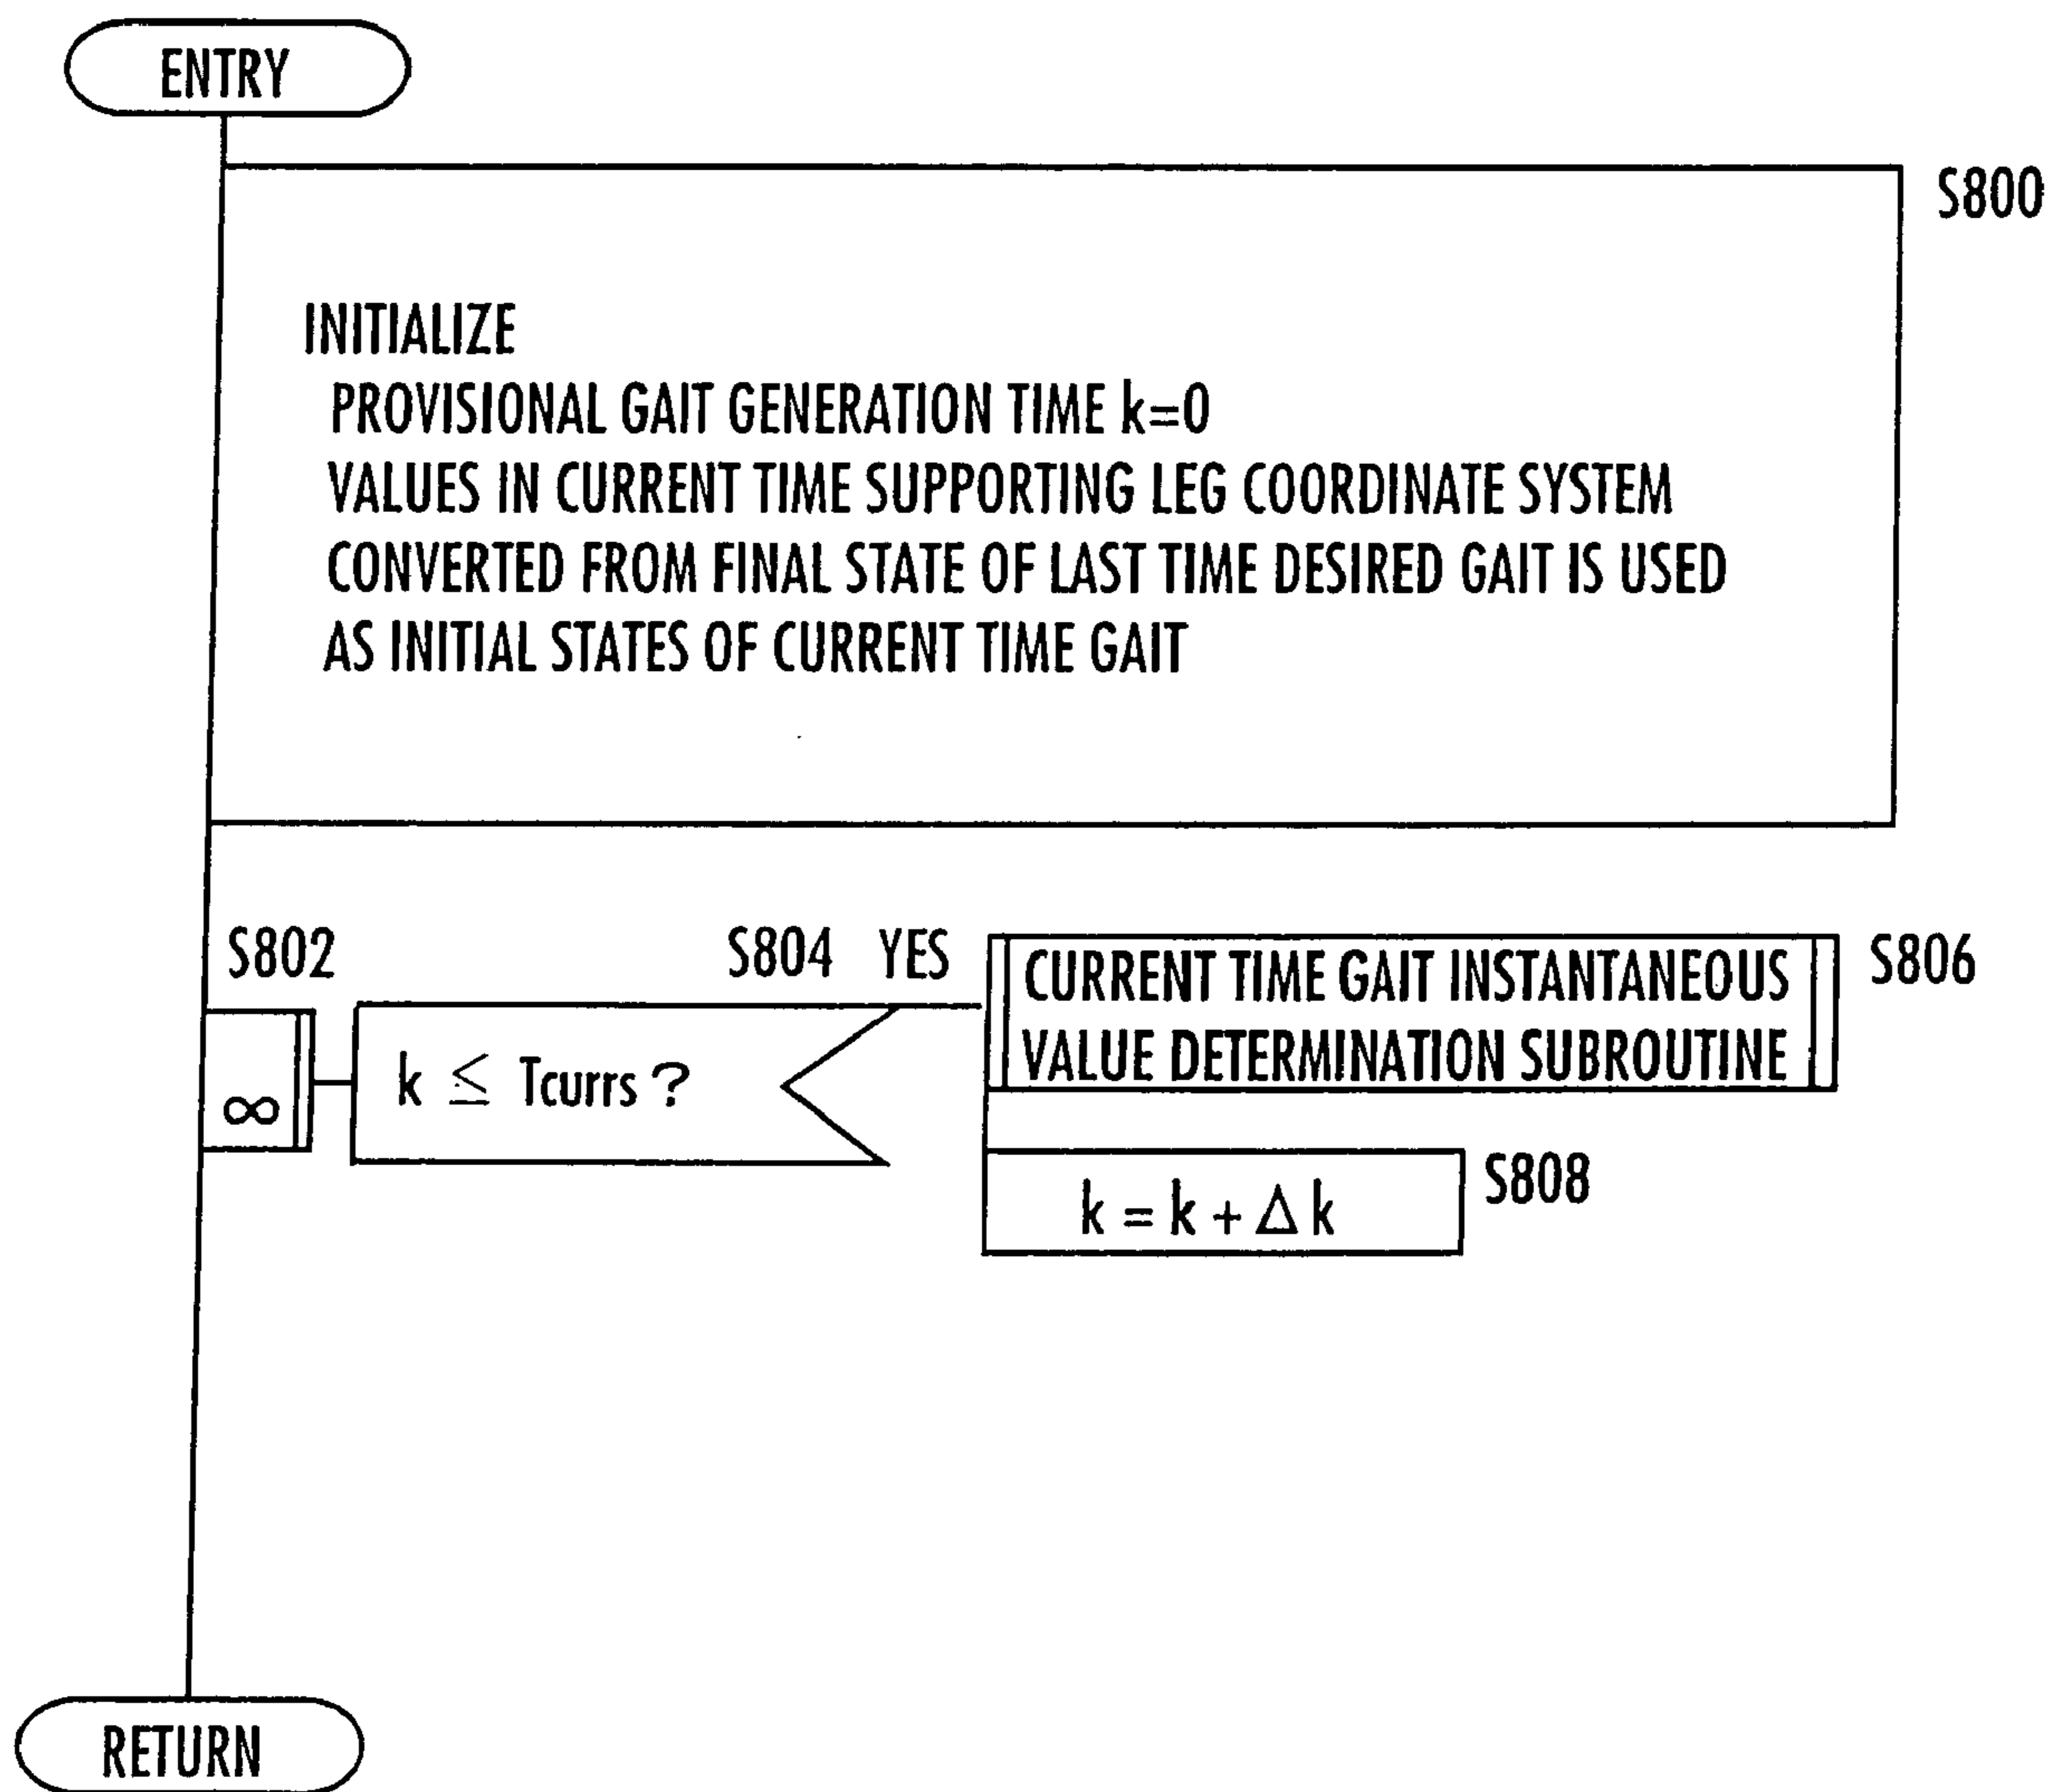 ENTRY
S800
INITIALIZE
PROVISIONAL GAIT GENERATION TIME k=0
VALUES IN CURRENT TIME SUPPORTING LEG COORDINATE SYSTEM
CONVERTED FROM FINAL STATE OF LAST TIME DESIRED GAIT IS USED
AS INITIAL STATES OF CURRENT TIME GAIT
S802
∞
S804 YES
k ≦ Tcurrs ?
S806
CURRENT TIME GAIT INSTANTANEOUS
VALUE DETERMINATION SUBROUTINE
S808
k = k + Δ k
RETURN